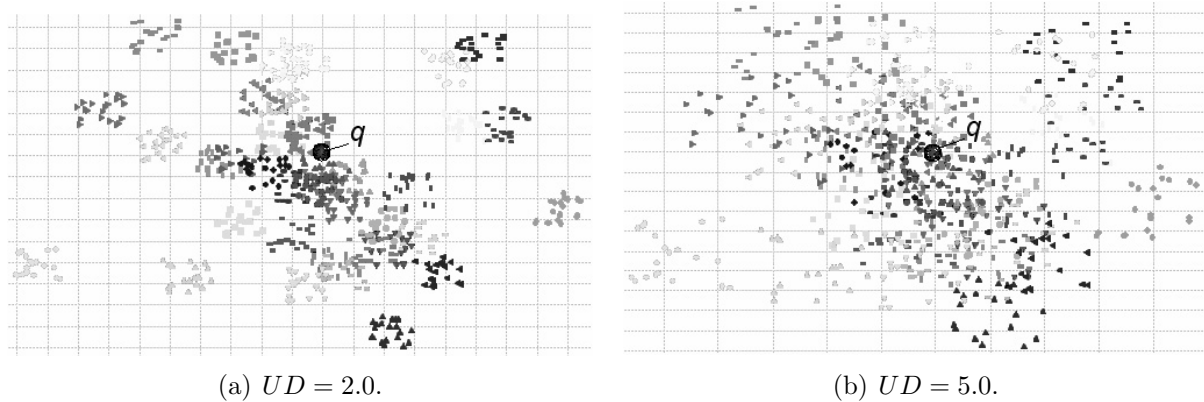 q
q
(a) UD = 2.0.
(b) UD = 5.0.